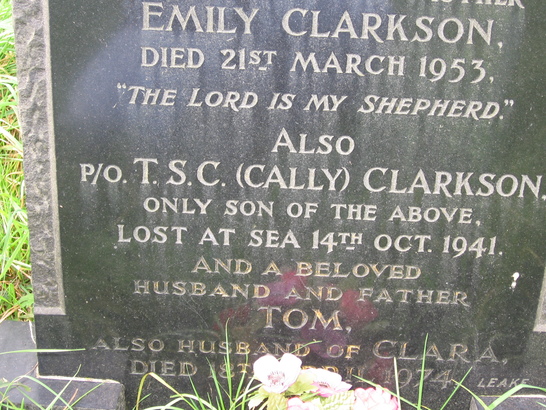 EMILY CLARKSON,
DIED 21ST MARCH 1953.
"THE LORD IS MY SHEPHERD."
ALSO
P/O. T.S.C. (CALLY) CLARKSON,
ONLY SON OF THE ABOVE,
LOST AT SEA 14TH OCT. 1941.
AND A BELOVED
HUSBAND AND FATHER
TOM,
ALSO HUSBAND OF CLARA,
DIED 1974
LEAKE